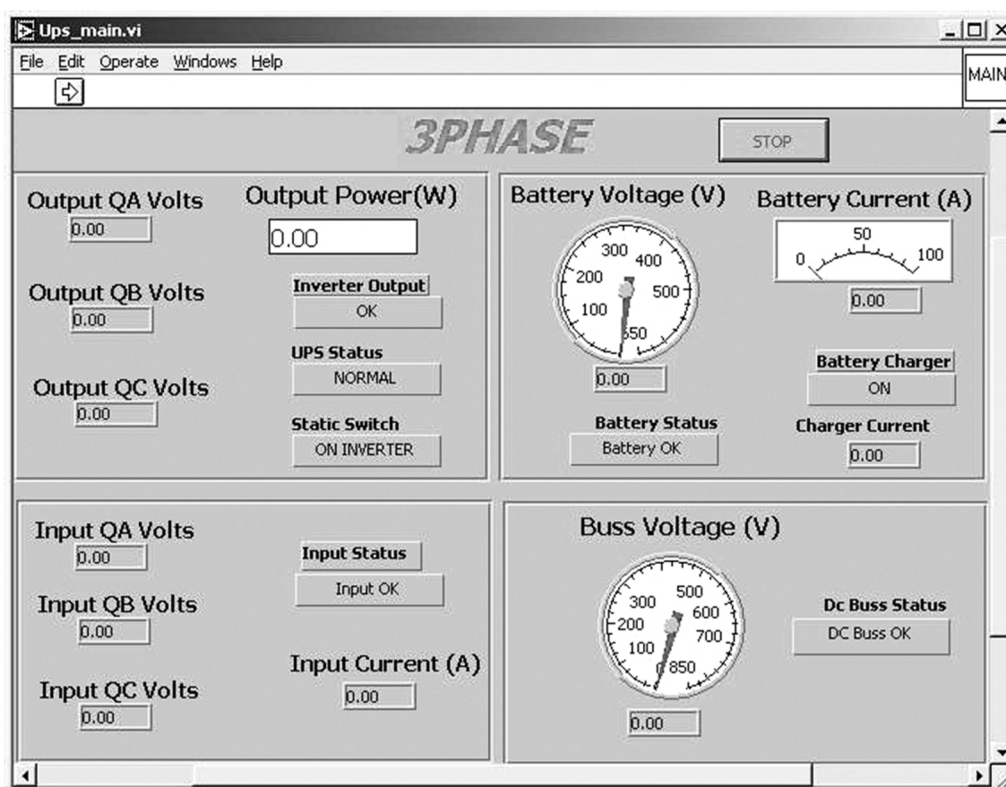 Ups_main.vi
File Edit Operate Windows Help
MAIN
3PHASE
STOP
Output QA Volts
0.00
Output QB Volts
0.00
Output QC Volts
0.00
Output Power(W)
0.00
Inverter Output
OK
UPS Status
NORMAL
Static Switch
ON INVERTER
Battery Voltage (V)
300 400
200 500
100 650
0.00
Battery Status
Battery OK
Battery Current (A)
0 50 100
0.00
Battery Charger
ON
Charger Current
0.00
Input QA Volts
0.00
Input QB Volts
0.00
Input QC Volts
0.00
Input Status
Input OK
Input Current (A)
0.00
Buss Voltage (V)
300 500
200 600
100 700
850
0.00
Dc Buss Status
DC Buss OK